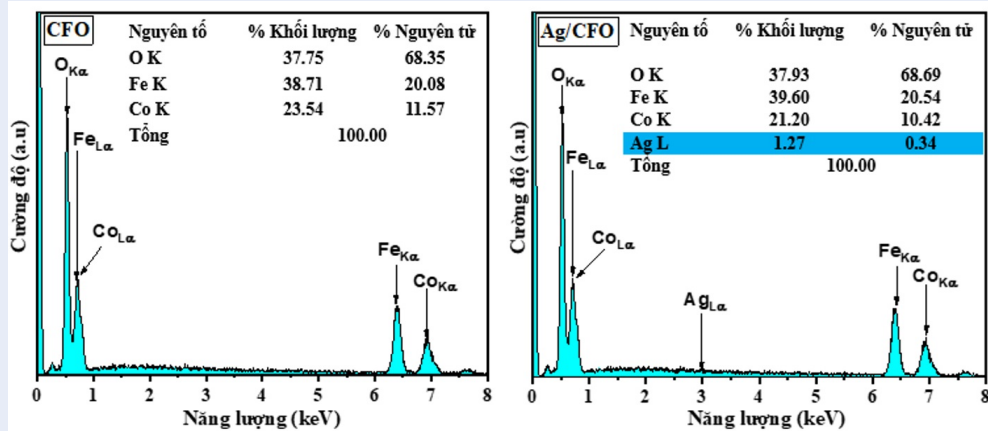 CFO
Nguyên tố % Khối lượng % Nguyên tử
O K 37.75 68.35
Fe K 38.71 20.08
Co K 23.54 11.57
Tổng 100.00
OKα
FeLα
CoLα
FeKα
CoKα
Cường độ (a.u)
0 1 2 3 4 5 6 7 8
Năng lượng (keV)
Ag/CFO
Nguyên tố % Khối lượng % Nguyên tử
O K 37.93 68.69
Fe K 39.60 20.54
Co K 21.20 10.42
Ag L 1.27 0.34
Tổng 100.00
OKα
FeLα
CoLα
AgLα
FeKα
CoKα
Cường độ (a.u)
0 1 2 3 4 5 6 7 8
Năng lượng (keV)